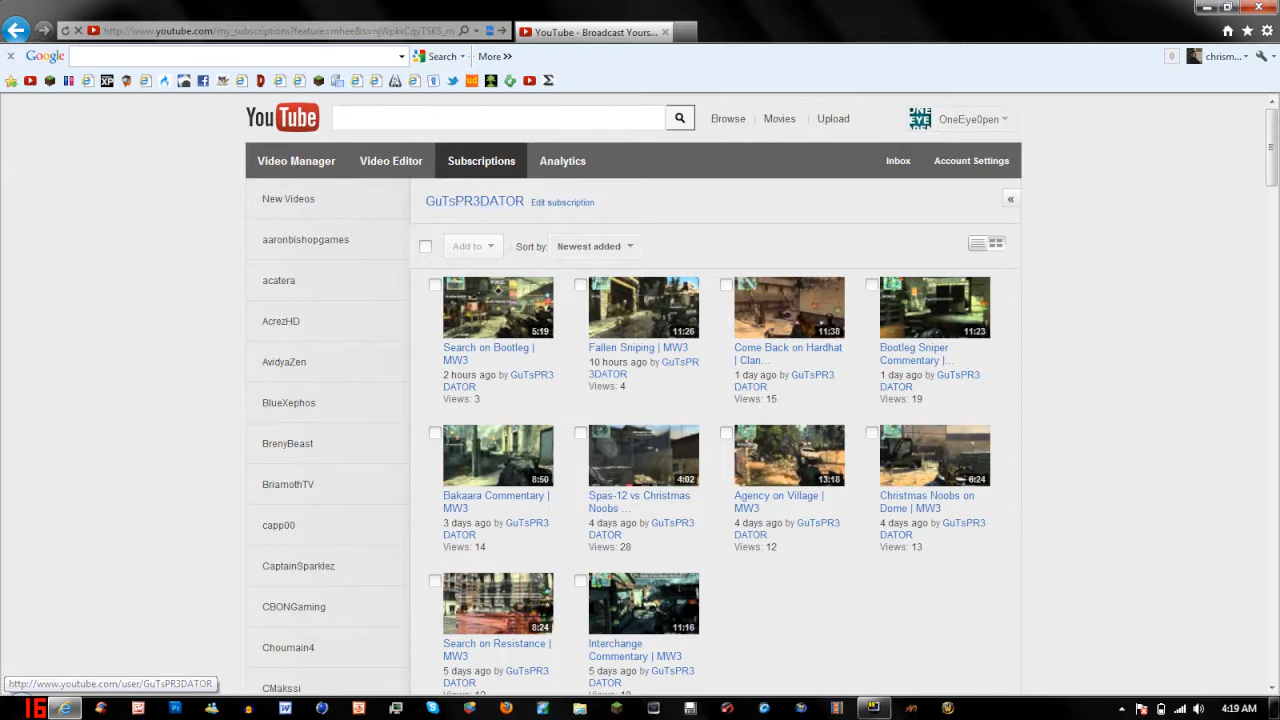 http://www.youtube.com/my_subscriptions?feature=mhee&s=njWpkxCqyTSKS_m
YouTube - Broadcast Yours...
Google
Search
More »
0
chrism...
YouTube
Browse
Movies
Upload
OneEye0pen
Video Manager
Video Editor
Subscriptions
Analytics
Inbox
Account Settings
New Videos
aaronbishopgames
acatera
AcrezHD
AvidyaZen
BlueXephos
BrenyBeast
BriamothTV
capp00
CaptainSparklez
CBONGaming
Choumain4
CMakssi
GuTsPR3DATOR
Edit subscription
«
Add to
Sort by:
Newest added
5:19
Search on Bootleg |
MW3
2 hours ago by GuTsPR3
DATOR
Views: 3
11:26
Fallen Sniping | MW3
10 hours ago by GuTsPR
3DATOR
Views: 4
11:38
Come Back on Hardhat
| Clan...
1 day ago by GuTsPR3
DATOR
Views: 15
11:23
Bootleg Sniper
Commentary |...
1 day ago by GuTsPR3
DATOR
Views: 19
8:50
Bakaara Commentary |
MW3
3 days ago by GuTsPR3
DATOR
Views: 14
4:02
Spas-12 vs Christmas
Noobs ...
4 days ago by GuTsPR3
DATOR
Views: 28
13:18
Agency on Village |
MW3
4 days ago by GuTsPR3
DATOR
Views: 12
6:24
Christmas Noobs on
Dome | MW3
4 days ago by GuTsPR3
DATOR
Views: 13
8:24
Search on Resistance |
MW3
5 days ago by GuTsPR3
DATOR
11:16
Interchange
Commentary | MW3
5 days ago by GuTsPR3
DATOR
http://www.youtube.com/user/GuTsPR3DATOR
16
4:19 AM